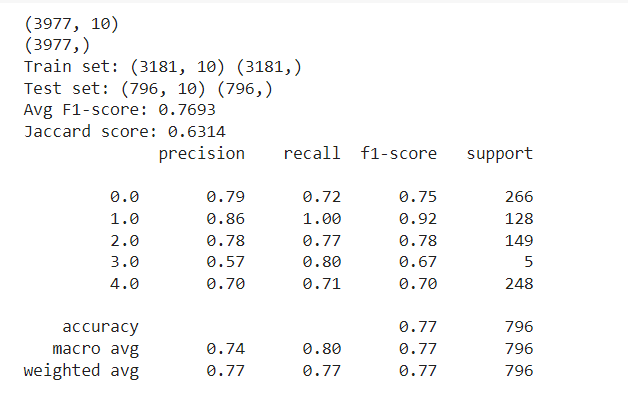 (3977, 10)
(3977,)
Train set: (3181, 10) (3181,)
Test set: (796, 10) (796,)
Avg F1-score: 0.7693
Jaccard score: 0.6314
precision recall f1-score support
0.0 0.79 0.72 0.75 266
1.0 0.86 1.00 0.92 128
2.0 0.78 0.77 0.78 149
3.0 0.57 0.80 0.67 5
4.0 0.70 0.71 0.70 248
accuracy 0.77 796
macro avg 0.74 0.80 0.77 796
weighted avg 0.77 0.77 0.77 796